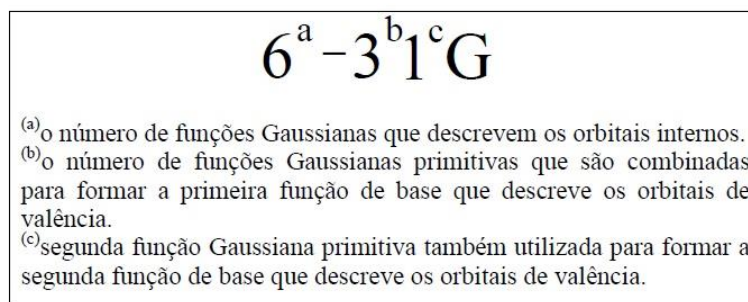 6ᵃ-3ᵇ1ᶜG
⁽ᵃ⁾o número de funções Gaussianas que descrevem os orbitais internos.
⁽ᵇ⁾o número de funções Gaussianas primitivas que são combinadas
para formar a primeira função de base que descreve os orbitais de
valência.
⁽ᶜ⁾segunda função Gaussiana primitiva também utilizada para formar a
segunda função de base que descreve os orbitais de valência.